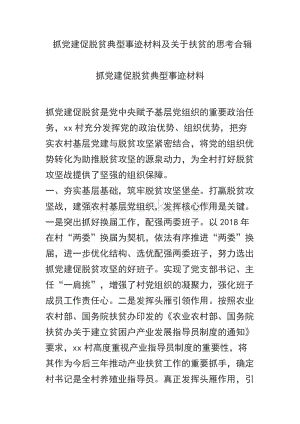 抓党建促脱贫典型事迹材料及关于扶贫的思考合辑
抓党建促脱贫典型事迹材料
抓党建促脱贫是党中央赋予基层党组织的重要政治任
务，xx 村充分发挥党的政治优势、组织优势，把夯
实农村基层党建与脱贫攻坚紧密结合，将党的组织优
势转化为助推脱贫攻坚的源泉动力，为全村打好脱贫
攻坚战提供了坚强的组织保障。
一、夯实基层基础，筑牢脱贫攻坚堡垒。打赢脱贫攻
坚战，建强农村基层党组织，发挥核心作用是关键。
一是突出抓好换届工作，配强两委班子。以 2018 年
在村“两委”换届为契机，依法有序推进“两委”换
届，进一步优化结构、选优配强两委班子，努力选出
抓党建促脱贫攻坚的好班子。实现了党支部书记、主
任“一肩挑”，增强了村党组织的凝聚力，强化班子
成员工作责任心。二是发挥头雁引领作用。按照农业
农村部、国务院扶贫办印发的《农业农村部、国务院
扶贫办关于建立贫困户产业发展指导员制度的通知》
要求，xx 村高度重视产业指导员制度的重要性，将
其作为今后三年推动产业扶贫工作的重要抓手，确定
村书记是全村养殖业指导员。真正发挥头雁作用，引